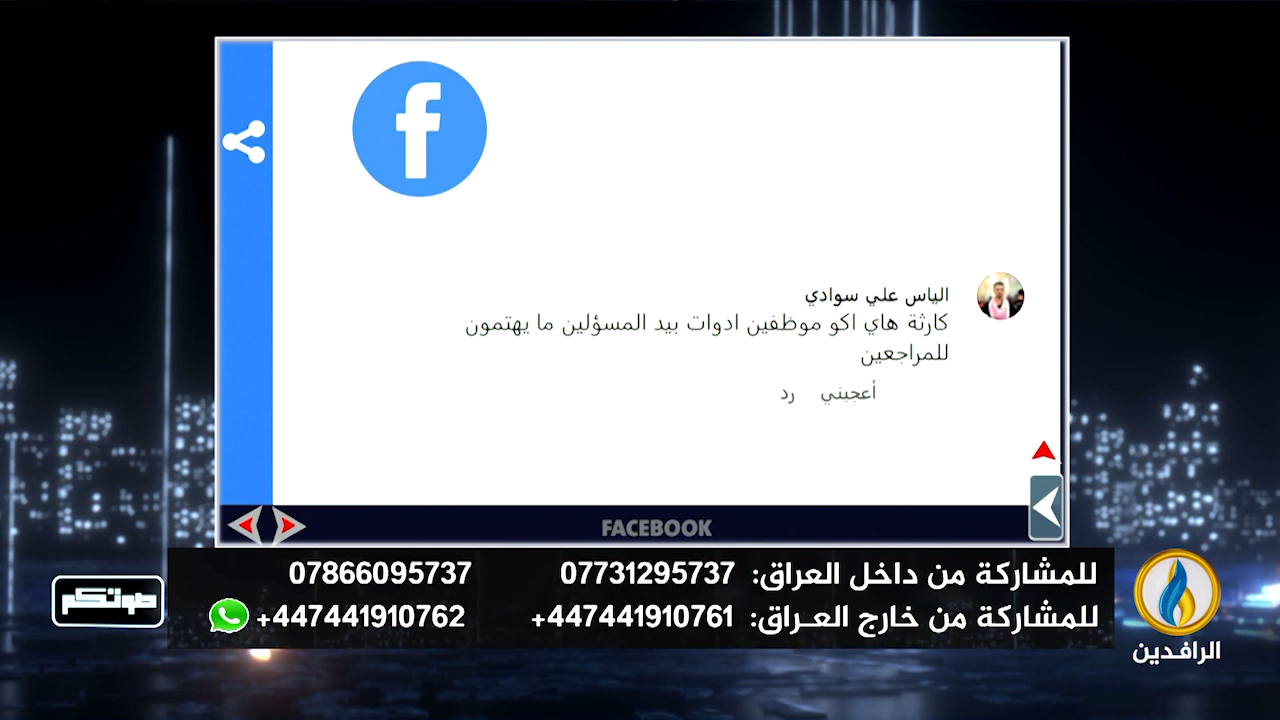 الياس علي سوادي
كارثة هاي اكو موظفين ادوات بيد المسؤلين ما يهتمون
للمراجعين
أعجبني رد
FACEBOOK
للمشاركة من داخل العراق: 07731295737 07866095737
للمشاركة من خارج العـراق: 447441910761+ 447441910762+
صوتكم
الرافدين